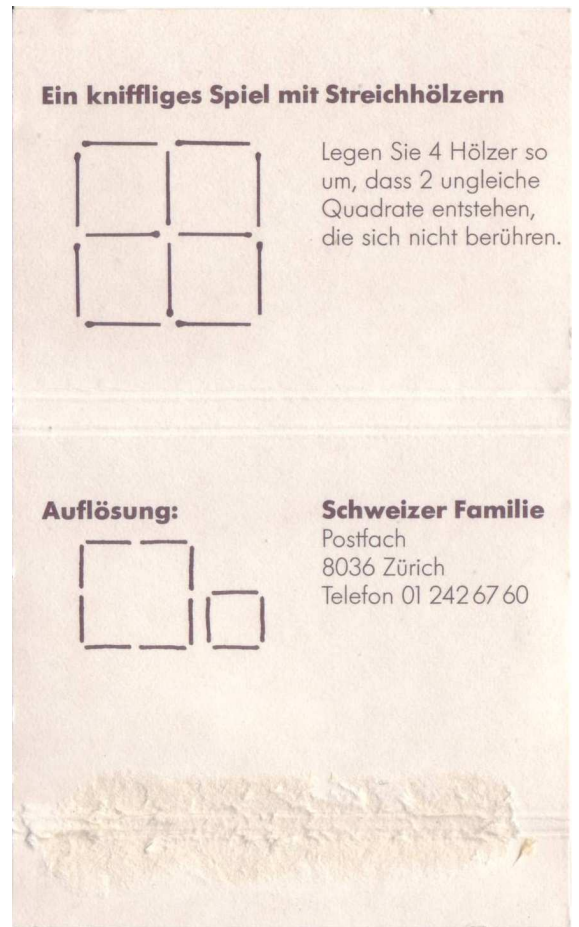 Ein kniffliges Spiel mit Streichhölzern
Legen Sie 4 Hölzer so
um, dass 2 ungleiche
Quadrate entstehen,
die sich nicht berühren.
Auflösung:
Schweizer Familie
Postfach
8036 Zürich
Telefon 01 242 67 60